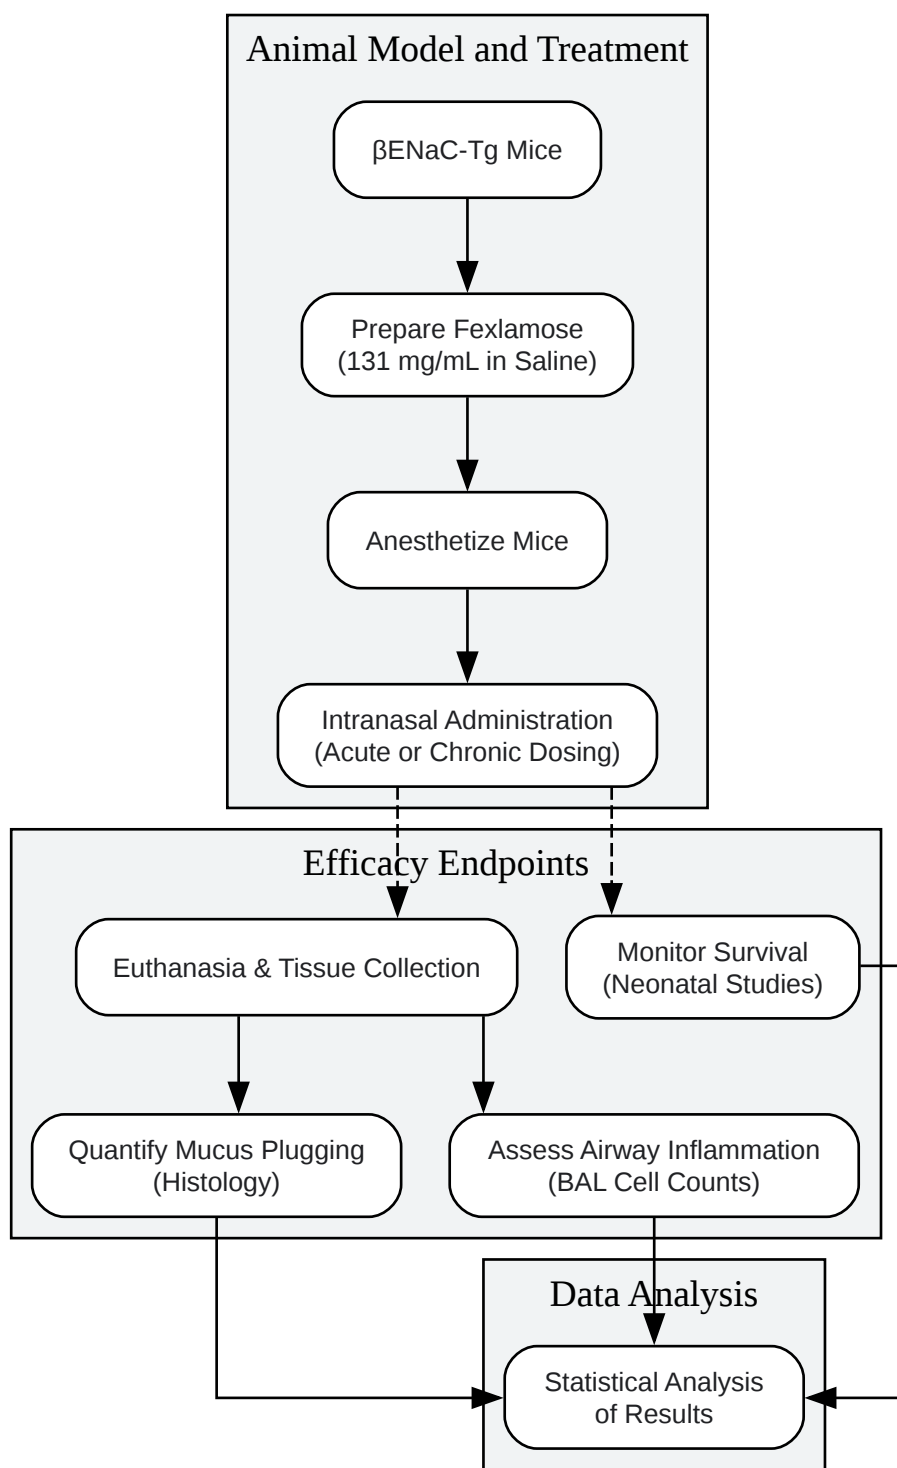 Animal Model and Treatment
βENaC-Tg Mice
Prepare Fexlamose
(131 mg/mL in Saline)
Anesthetize Mice
Intranasal Administration
(Acute or Chronic Dosing)
Efficacy Endpoints
Euthanasia & Tissue Collection
Monitor Survival
(Neonatal Studies)
Quantify Mucus Plugging
(Histology)
Assess Airway Inflammation
(BAL Cell Counts)
Data Analysis
Statistical Analysis
of Results